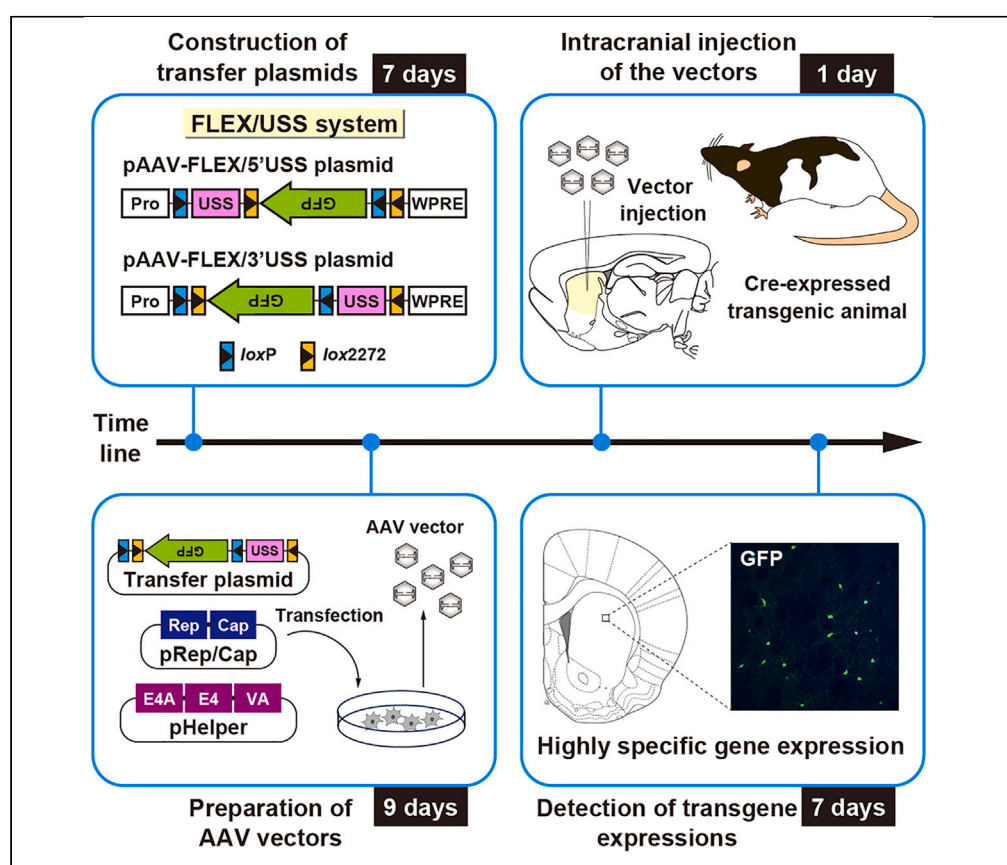 Construction of
transfer plasmids
7 days
FLEX/USS system
pAAV-FLEX/5'USS plasmid
Pro USS GFP WPRE
pAAV-FLEX/3'USS plasmid
Pro GFP USS WPRE
loxP lox2272
Intracranial injection
of the vectors
1 day
Vector
injection
Cre-expressed
transgenic animal
Time
line
GFP USS
Transfer plasmid
Rep Cap
pRep/Cap
E4A E4 VA
pHelper
Transfection
AAV vector
Preparation of
AAV vectors
9 days
GFP
Highly specific gene expression
Detection of transgene
expressions
7 days